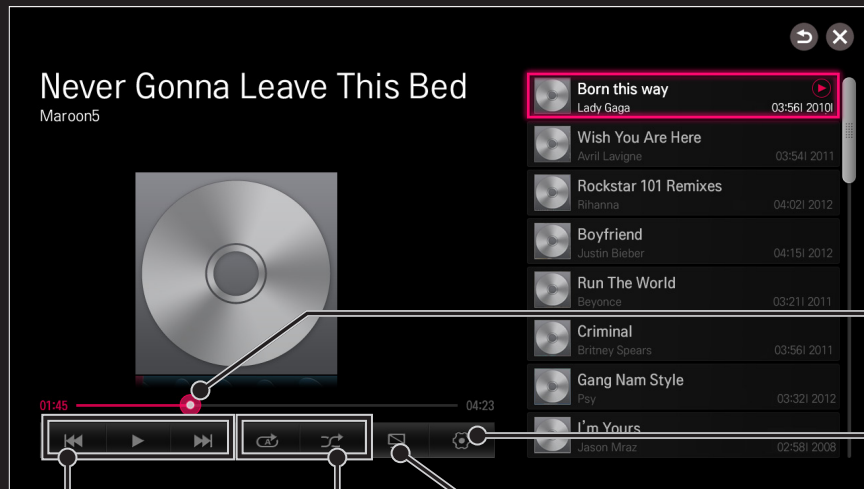 Never Gonna Leave This Bed
Maroon5
01:45
04:23
A
Born this way
Lady Gaga 03:56| 2010|
Wish You Are Here
Avril Lavigne 03:54| 2011
Rockstar 101 Remixes
Rihanna 04:02| 2012
Boyfriend
Justin Bieber 04:15| 2012
Run The World
Beyonce 03:21| 2011
Criminal
Britney Spears 03:56| 2011
Gang Nam Style
Psy 03:32| 2012
I'm Yours
Jason Mraz 02:58| 2008